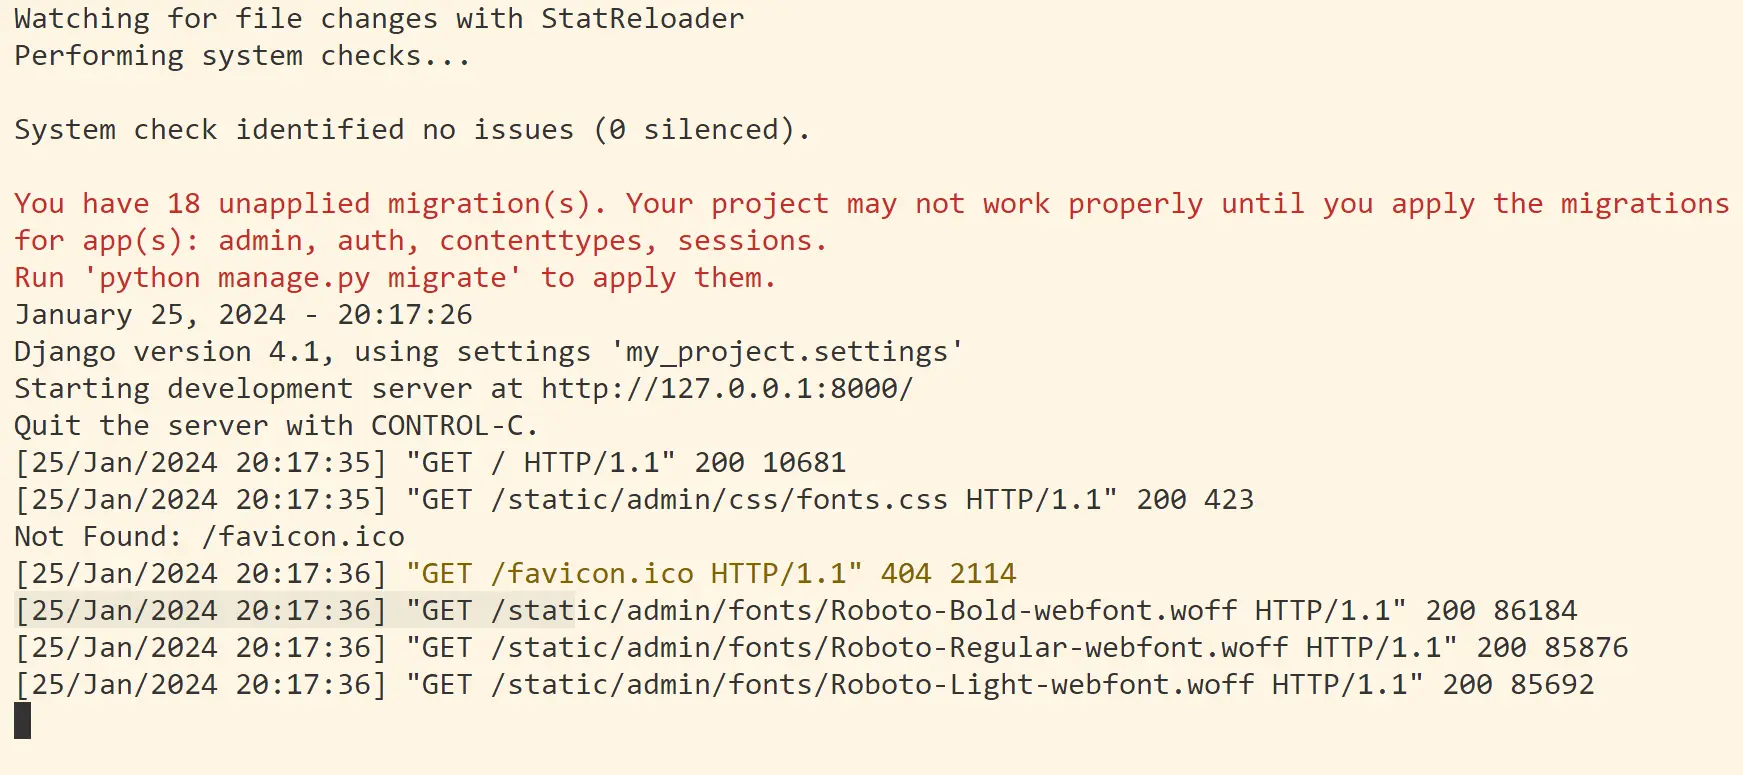 Watching for file changes with StatReloader
Performing system checks...
System check identified no issues (0 silenced).
You have 18 unapplied migration(s). Your project may not work properly until you apply the migrations
for app(s): admin, auth, contenttypes, sessions.
Run 'python manage.py migrate' to apply them.
January 25, 2024 - 20:17:26
Django version 4.1, using settings 'my_project.settings'
Starting development server at http://127.0.0.1:8000/
Quit the server with CONTROL-C.
[25/Jan/2024 20:17:35] "GET / HTTP/1.1" 200 10681
[25/Jan/2024 20:17:35] "GET /static/admin/css/fonts.css HTTP/1.1" 200 423
Not Found: /favicon.ico
[25/Jan/2024 20:17:36] "GET /favicon.ico HTTP/1.1" 404 2114
[25/Jan/2024 20:17:36] "GET /static/admin/fonts/Roboto-Bold-webfont.woff HTTP/1.1" 200 86184
[25/Jan/2024 20:17:36] "GET /static/admin/fonts/Roboto-Regular-webfont.woff HTTP/1.1" 200 85876
[25/Jan/2024 20:17:36] "GET /static/admin/fonts/Roboto-Light-webfont.woff HTTP/1.1" 200 85692